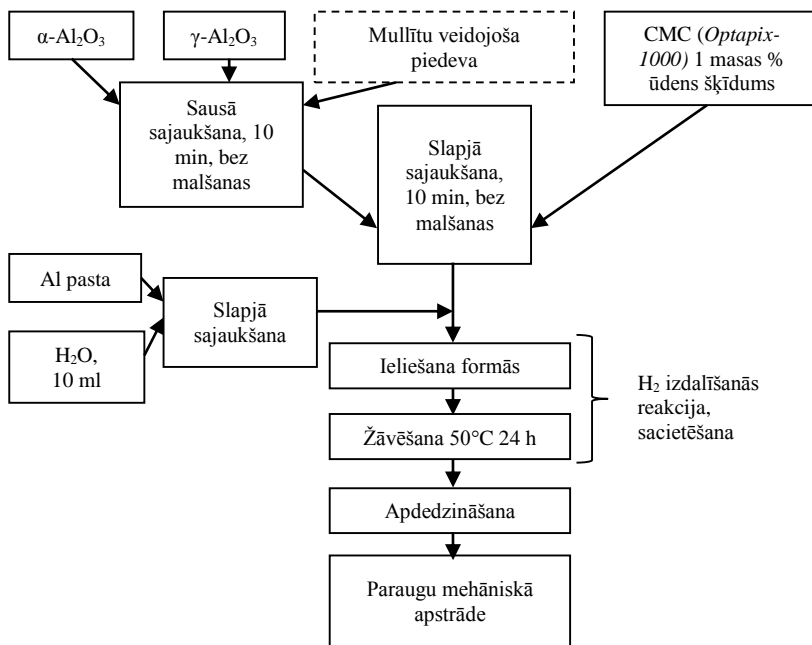 α-Al₂O₃
γ-Al₂O₃
Mullītu veidojoša
piedeva
CMC (Optapix-
1000) 1 masas %
ūdens šķīdums
Sausā
sajaukšana, 10
min, bez
malšanas
Slapjā
sajaukšana,
10 min, bez
malšanas
Al pasta
H₂O,
10 ml
Slapjā
sajaukšana
Ieliešana formās
Žāvēšana 50°C 24 h
H₂ izdalīšanās
reakcija,
sacietēšana
Apdedzināšana
Paraugu mehāniskā
apstrāde